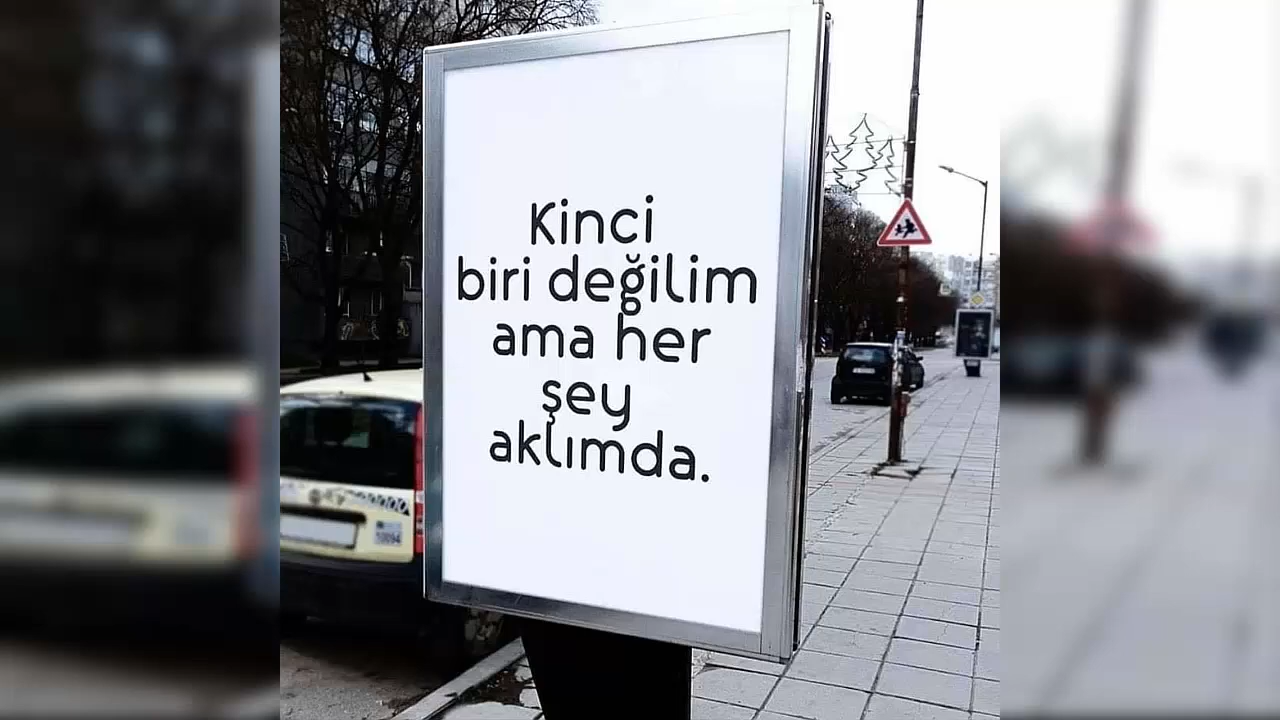 Kinci
biri değilim
ama her
şey
aklımda.